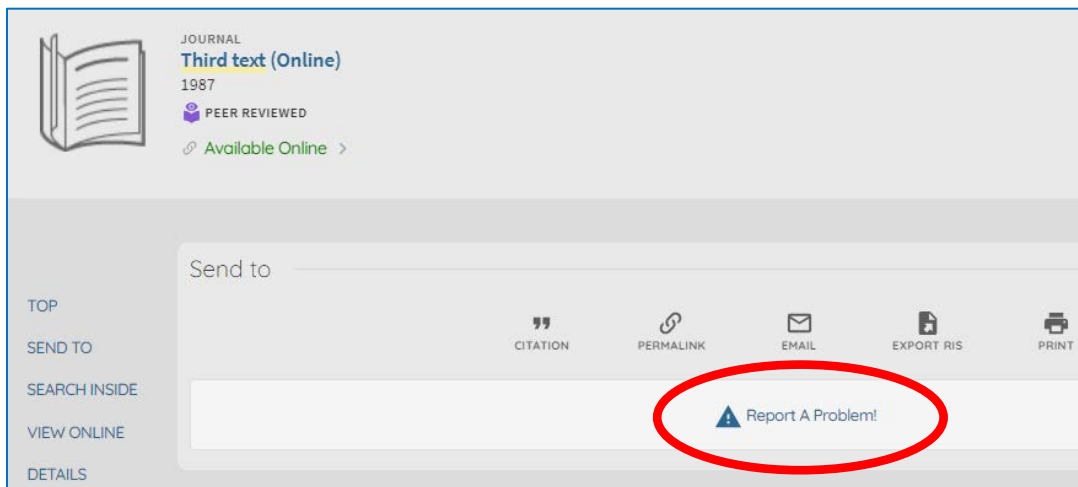 JOURNAL
Third text (Online)
1987
PEER REVIEWED
Available Online
Send to
TOP
SEND TO
SEARCH INSIDE
VIEW ONLINE
DETAILS
CITATION
PERMALINK
EMAIL
EXPORT RIS
PRINT
Report A Problem!